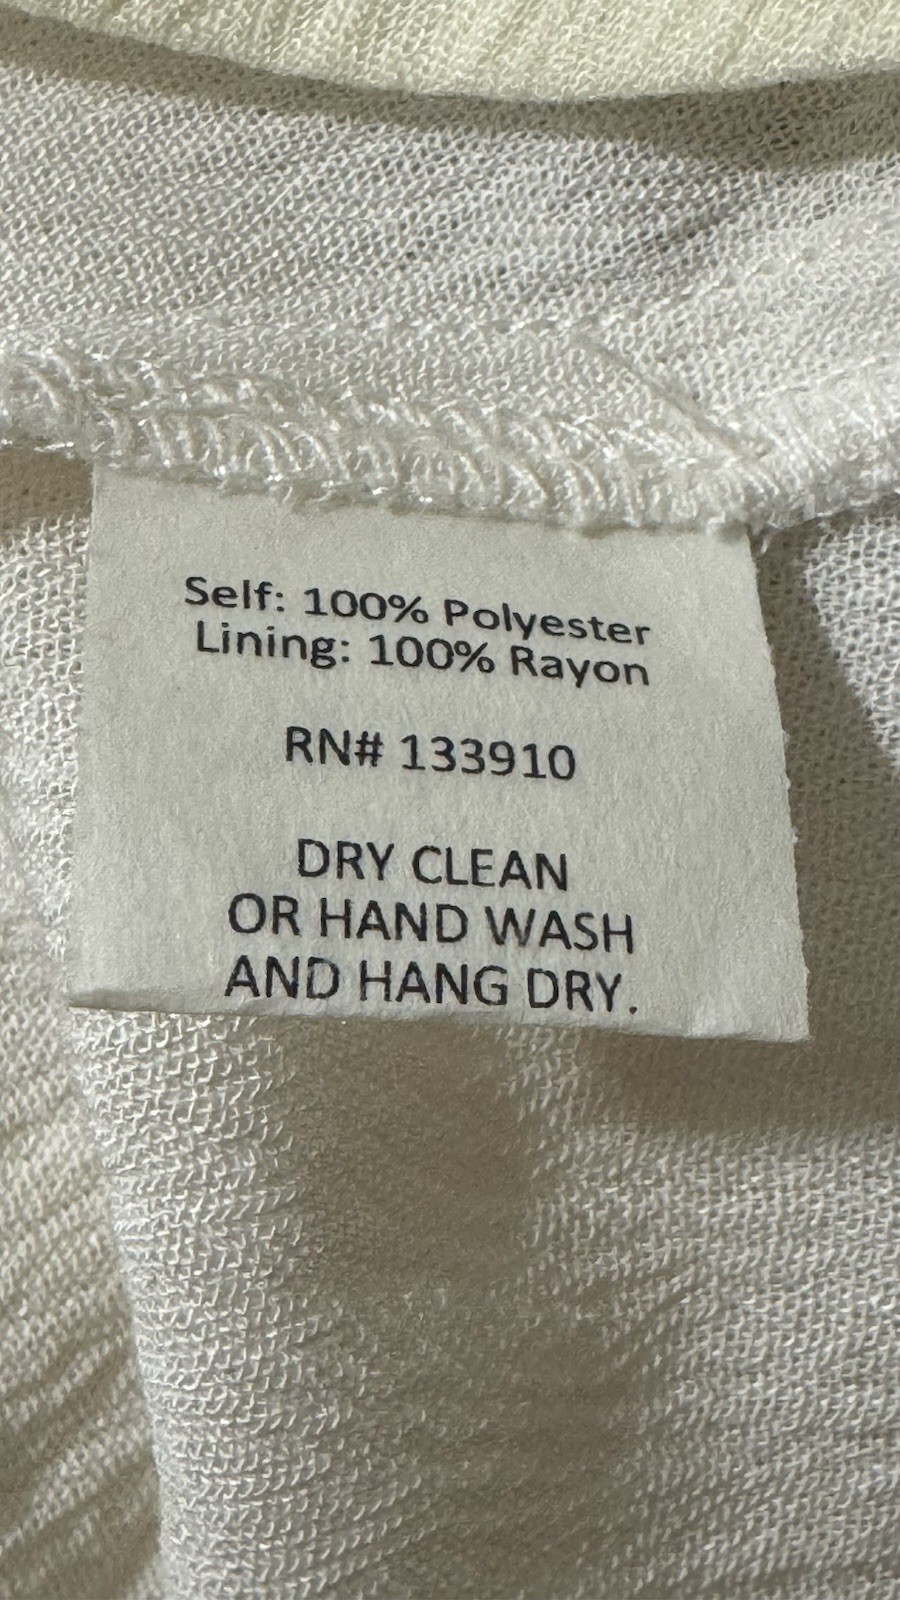 Self: 100% Polyester
Lining: 100% Rayon
RN# 133910
DRY CLEAN
OR HAND WASH
AND HANG DRY.